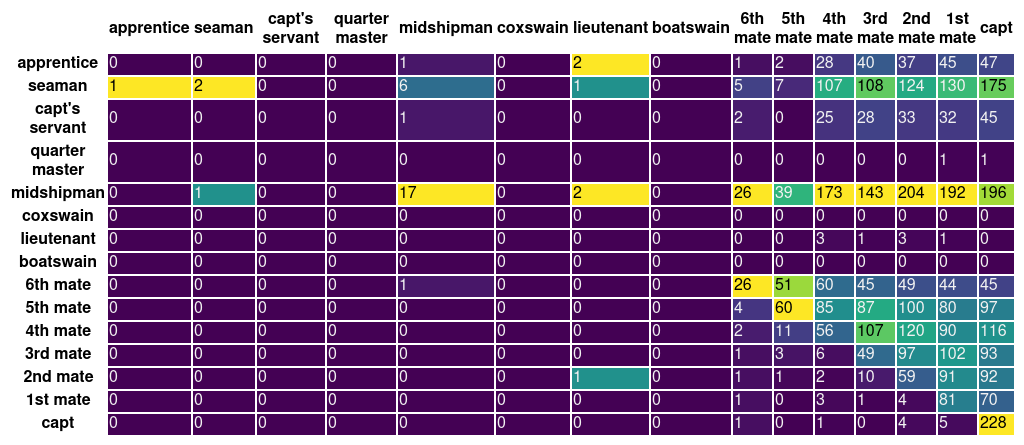 apprentice seaman capt's servant quarter master midshipman coxswain lieutenant boatswain 6th mate 5th mate 4th mate 3rd mate 2nd mate 1st mate capt
apprentice 0 0 0 0 1 0 2 0 1 2 28 40 37 45 47
seaman 1 2 0 0 6 0 1 0 5 7 107 108 124 130 175
capt's servant 0 0 0 0 1 0 0 0 2 0 25 28 33 32 45
quarter master 0 0 0 0 0 0 0 0 0 0 0 0 0 1 1
midshipman 0 1 0 0 17 0 2 0 26 39 173 143 204 192 196
coxswain 0 0 0 0 0 0 0 0 0 0 0 0 0 0 0
lieutenant 0 0 0 0 0 0 0 0 0 0 3 1 3 1 0
boatswain 0 0 0 0 0 0 0 0 0 0 0 0 0 0 0
6th mate 0 0 0 0 1 0 0 0 26 51 60 45 49 44 45
5th mate 0 0 0 0 0 0 0 0 4 60 85 87 100 80 97
4th mate 0 0 0 0 0 0 0 0 2 11 56 107 120 90 116
3rd mate 0 0 0 0 0 0 0 0 1 3 6 49 97 102 93
2nd mate 0 0 0 0 0 0 1 0 1 1 2 10 59 91 92
1st mate 0 0 0 0 0 0 0 0 1 0 3 1 4 81 70
capt 0 0 0 0 0 0 0 0 1 0 1 0 4 5 228